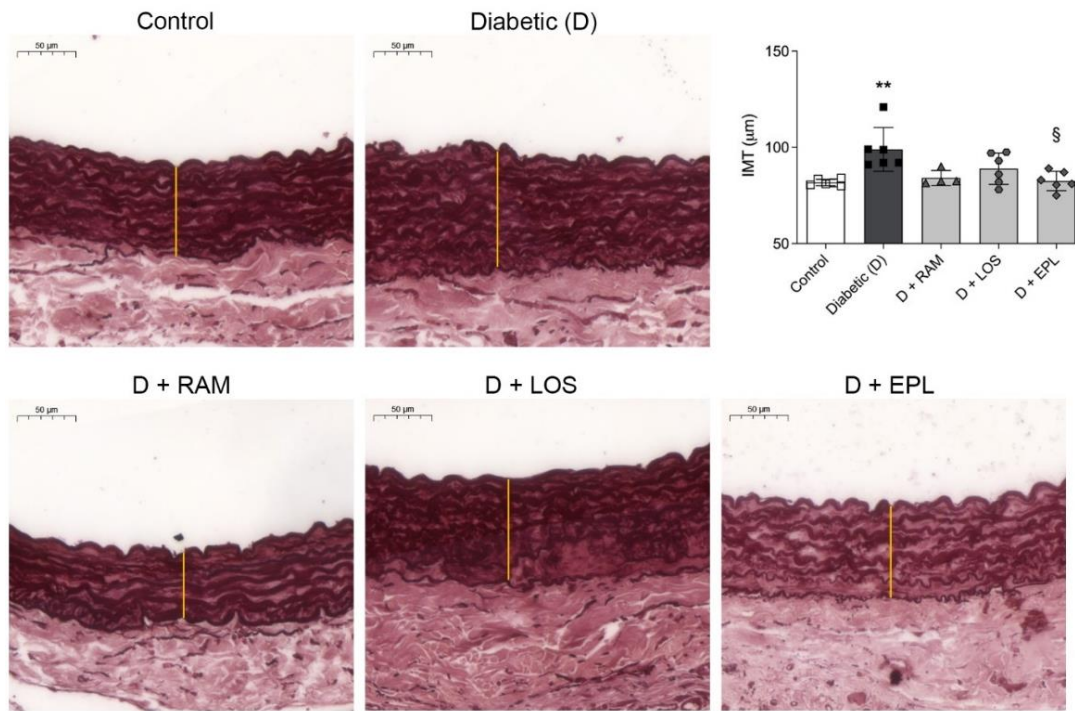 Control
50 µm
Diabetic (D)
50 µm
IMT (µm)
150
100
50
**
§
Control
Diabetic (D)
D + RAM
D + LOS
D + EPL
D + RAM
50 µm
D + LOS
50 µm
D + EPL
50 µm